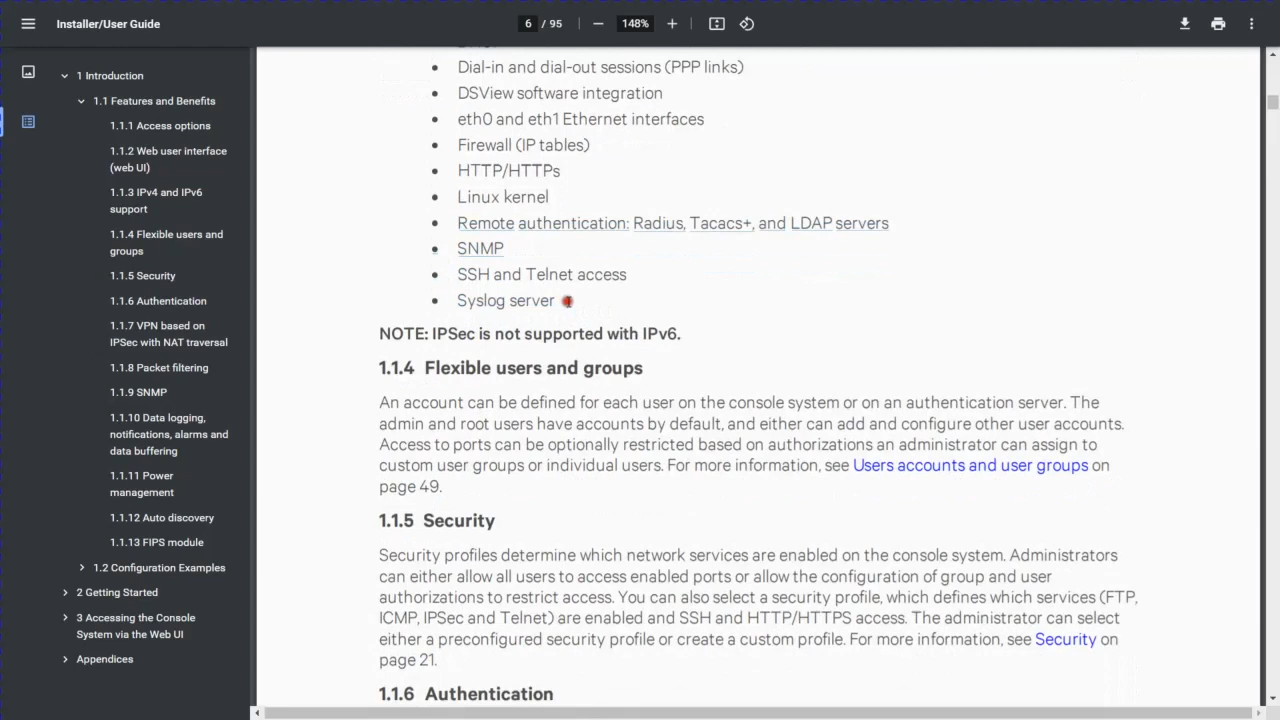 Installer/User Guide
6 / 95
148%
1 Introduction
1.1 Features and Benefits
1.1.1 Access options
1.1.2 Web user interface
(web UI)
1.1.3 IPv4 and IPv6
support
1.1.4 Flexible users and
groups
1.1.5 Security
1.1.6 Authentication
1.1.7 VPN based on
IPSec with NAT traversal
1.1.8 Packet filtering
1.1.9 SNMP
1.1.10 Data logging,
notifications, alarms and
data buffering
1.1.11 Power
management
1.1.12 Auto discovery
1.1.13 FIPS module
1.2 Configuration Examples
2 Getting Started
3 Accessing the Console
System via the Web UI
Appendices
• Dial-in and dial-out sessions (PPP links)
• DSView software integration
• eth0 and eth1 Ethernet interfaces
• Firewall (IP tables)
• HTTP/HTTPs
• Linux kernel
• Remote authentication: Radius, Tacacs+, and LDAP servers
• SNMP
• SSH and Telnet access
• Syslog server
NOTE: IPSec is not supported with IPv6.
1.1.4 Flexible users and groups
An account can be defined for each user on the console system or on an authentication server. The
admin and root users have accounts by default, and either can add and configure other user accounts.
Access to ports can be optionally restricted based on authorizations an administrator can assign to
custom user groups or individual users. For more information, see Users accounts and user groups on
page 49.
1.1.5 Security
Security profiles determine which network services are enabled on the console system. Administrators
can either allow all users to access enabled ports or allow the configuration of group and user
authorizations to restrict access. You can also select a security profile, which defines which services (FTP,
ICMP, IPSec and Telnet) are enabled and SSH and HTTP/HTTPS access. The administrator can select
either a preconfigured security profile or create a custom profile. For more information, see Security on
page 21.
1.1.6 Authentication